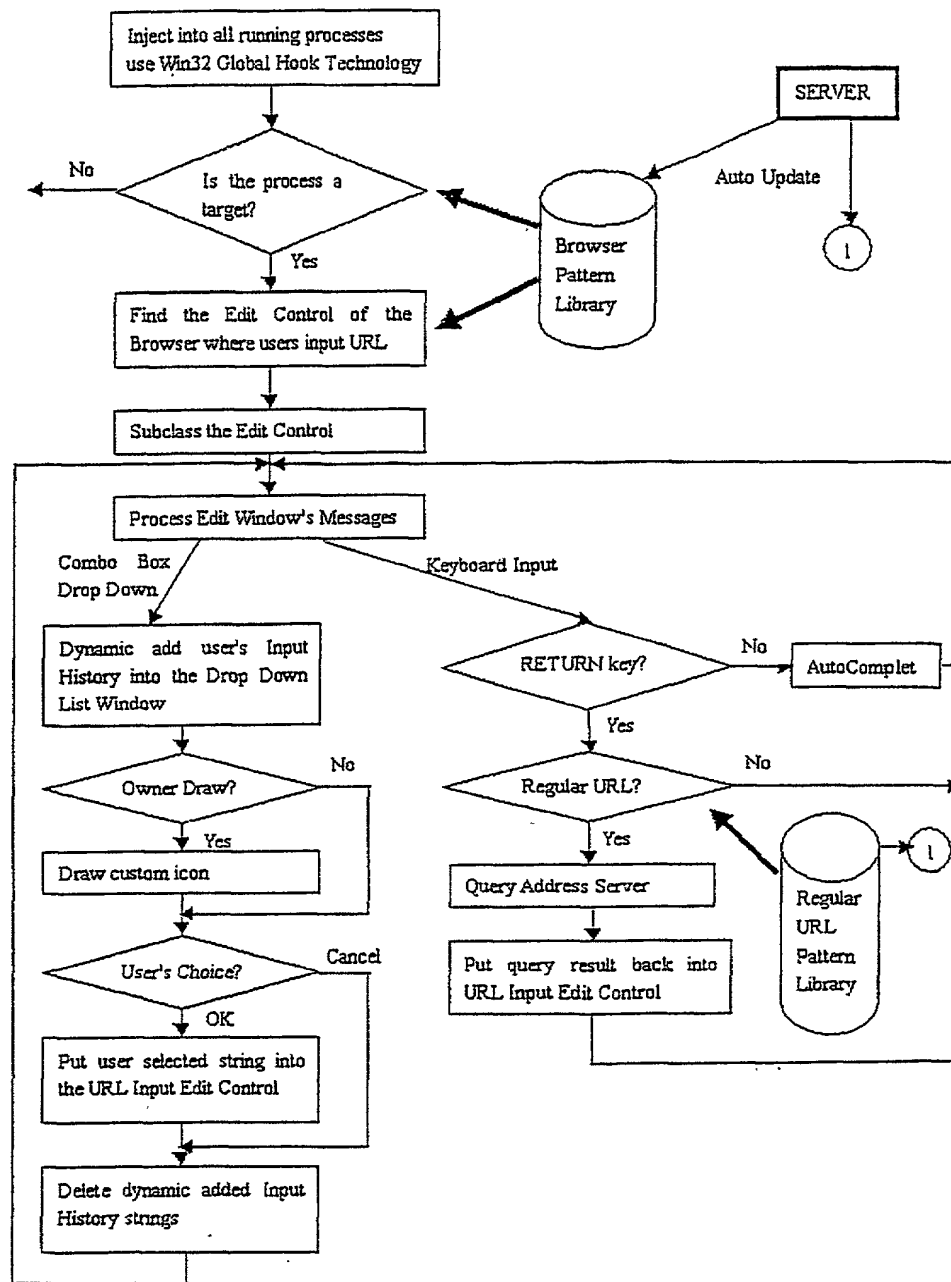 Inject into all running processes
use Win32 Global Hook Technology
SERVER
No
Is the process a
target?
Auto Update
1
Yes
Browser
Pattern
Library
Find the Edit Control of the
Browser where users input URL
Subclass the Edit Control
Process Edit Window's Messages
Combo Box
Drop Down
Keyboard Input
Dynamic add user's Input
History into the Drop Down
List Window
RETURN key?
No
AutoComplet
Yes
Owner Draw?
No
Regular URL?
No
Yes
Yes
Draw custom icon
Query Address Server
1
Regular
URL
Pattern
Library
User's Choice?
Cancel
Put query result back into
URL Input Edit Control
OK
Put user selected string into
the URL Input Edit Control
Delete dynamic added Input
History strings